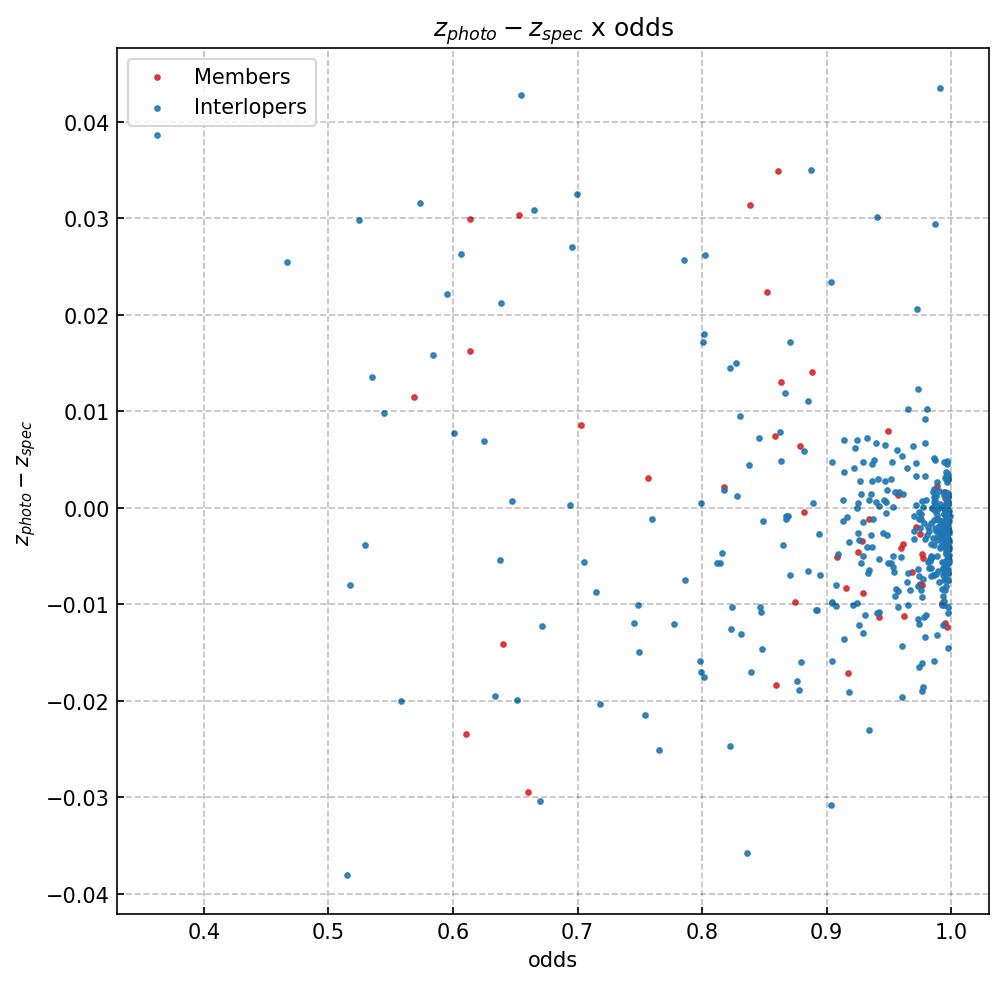 z_photo − z_spec x odds
Members
Interlopers
0.04
0.03
0.02
0.01
0.00
−0.01
−0.02
−0.03
−0.04
z_photo − z_spec
0.4 0.5 0.6 0.7 0.8 0.9 1.0
odds